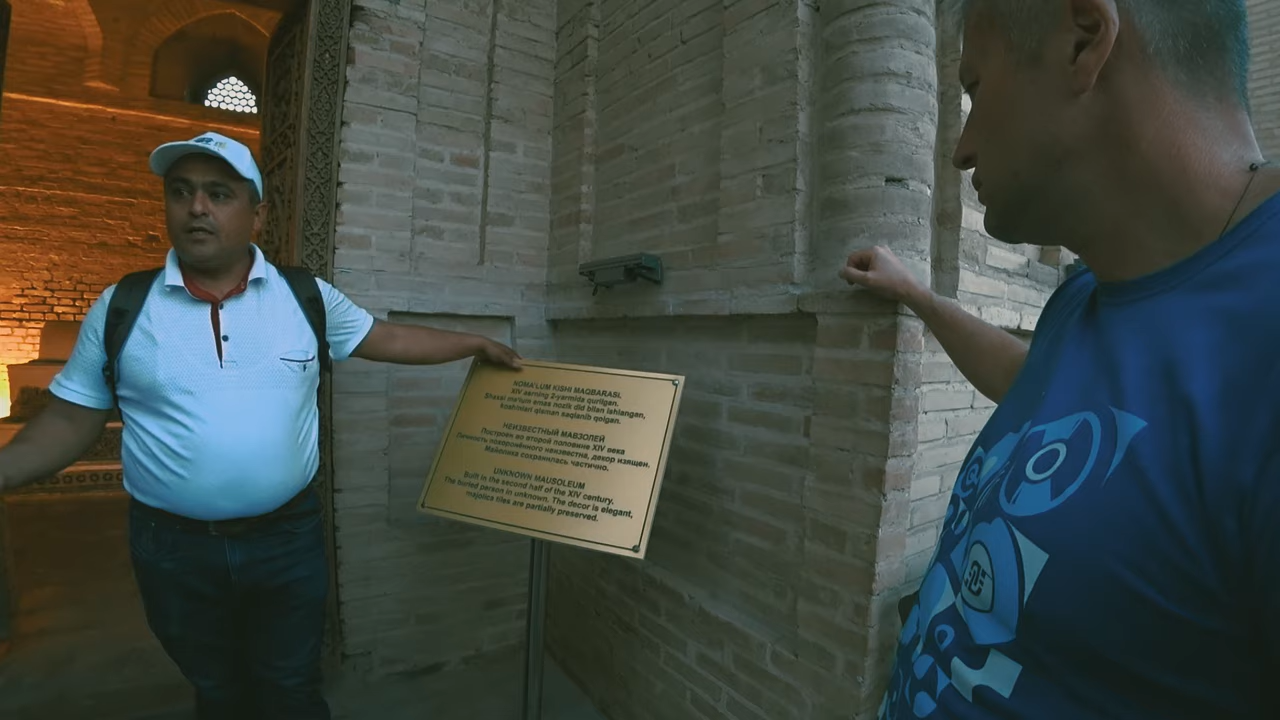 NOMA'LUM KISHI MAQBARASI.
XIV asrning 2-yarmida qurilgan.
Shaxsi ma'lum emas nozik did bilan ishlangan,
koshinlari qisman saqlanib qolgan.
НЕИЗВЕСТНЫЙ МАВЗОЛЕЙ
Построен во второй половине XIV века
Личность похоронённого неизвестна, декор изящен.
Майолика сохранилась частично.
UNKNOWN MAUSOLEUM
Built in the second half of the XIV century.
The buried person in unknown. The decor is elegant,
majolica tiles are partially preserved.